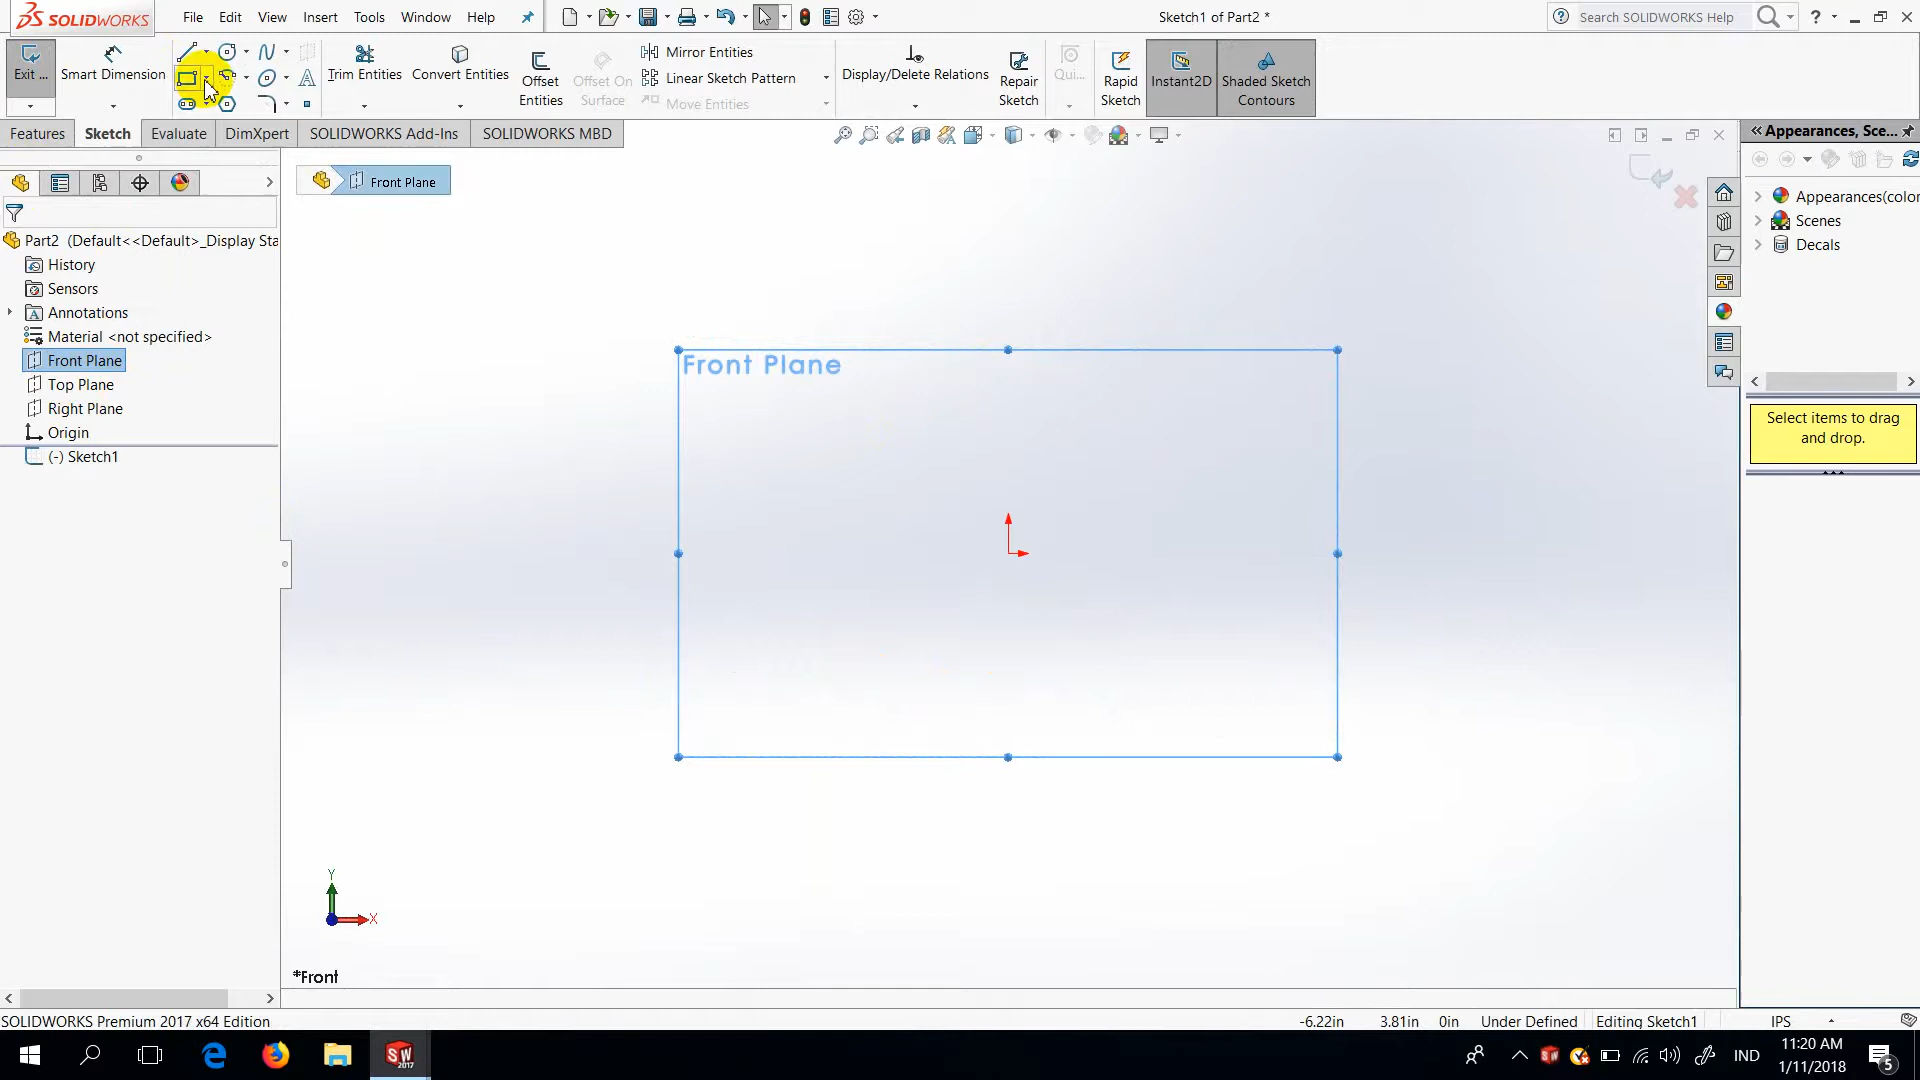 SOLIDWORKS File Edit View Insert Tools Window Help Sketch1 of Part2 * Search SOLIDWORKS Help
Exit ... Smart Dimension Trim Entities Convert Entities Offset Entities Offset On Surface Mirror Entities Linear Sketch Pattern Move Entities Display/Delete Relations Repair Sketch Qui... Rapid Sketch Instant2D Shaded Sketch Contours
Features Sketch Evaluate DimXpert SOLIDWORKS Add-Ins SOLIDWORKS MBD
Appearances, Sce...
Front Plane
Appearances(color
Scenes
Decals
Part2 (Default<<Default>_Display Sta
History
Sensors
Annotations
Material <not specified>
Front Plane
Top Plane
Right Plane
Origin
(-) Sketch1
Front Plane
Select items to drag
and drop.
Y
X
*Front
SOLIDWORKS Premium 2017 x64 Edition -6.22in 3.81in 0in Under Defined Editing Sketch1 IPS
SW 2017 IND 11:20 AM
1/11/2018 5